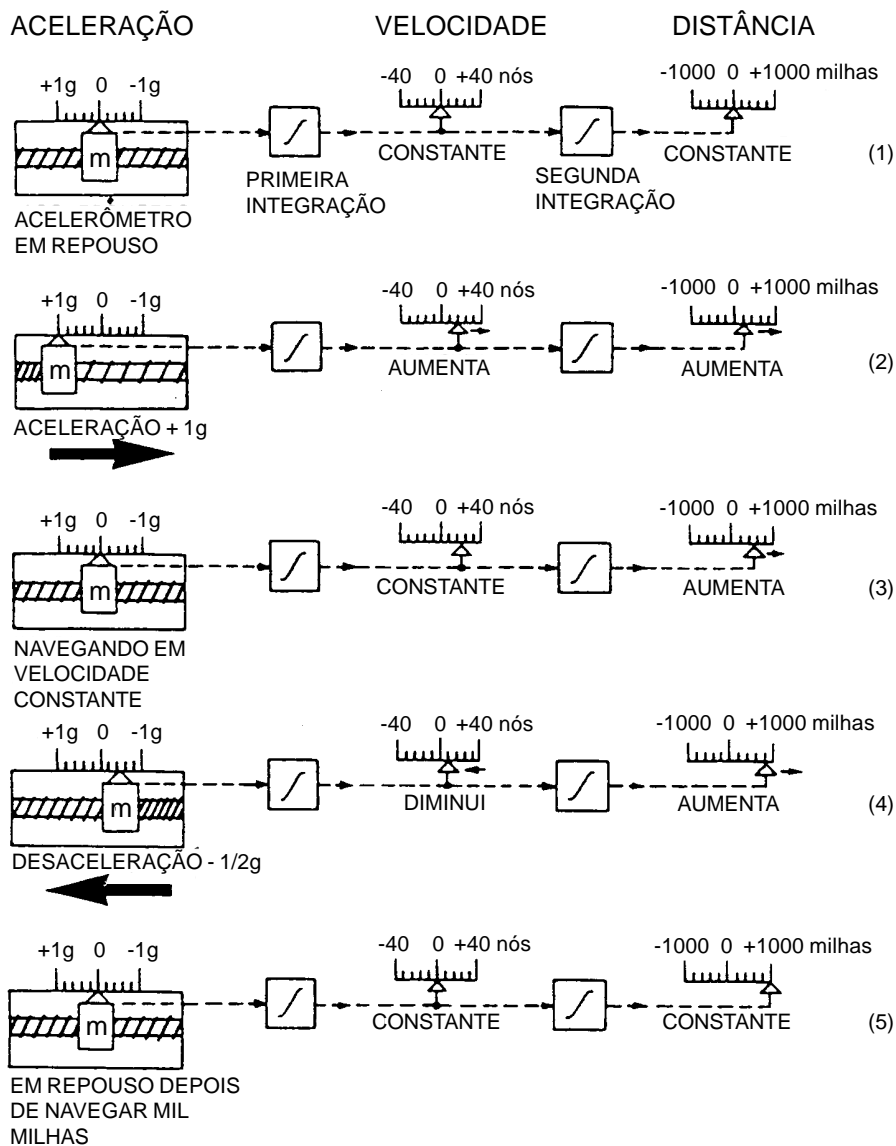 ACELERAÇÃO VELOCIDADE DISTÂNCIA
+1g 0 -1g -40 0 +40 nós -1000 0 +1000 milhas
m CONSTANTE CONSTANTE (1)
PRIMEIRA SEGUNDA
INTEGRAÇÃO INTEGRAÇÃO
ACELERÔMETRO
EM REPOUSO
+1g 0 -1g -40 0 +40 nós -1000 0 +1000 milhas
m AUMENTA AUMENTA (2)
ACELERAÇÃO + 1g
+1g 0 -1g -40 0 +40 nós -1000 0 +1000 milhas
m CONSTANTE AUMENTA (3)
NAVEGANDO EM
VELOCIDADE
CONSTANTE
+1g 0 -1g -40 0 +40 nós -1000 0 +1000 milhas
m DIMINUI AUMENTA (4)
DESACELERAÇÃO - 1/2g
+1g 0 -1g -40 0 +40 nós -1000 0 +1000 milhas
m CONSTANTE CONSTANTE (5)
EM REPOUSO DEPOIS
DE NAVEGAR MIL
MILHAS